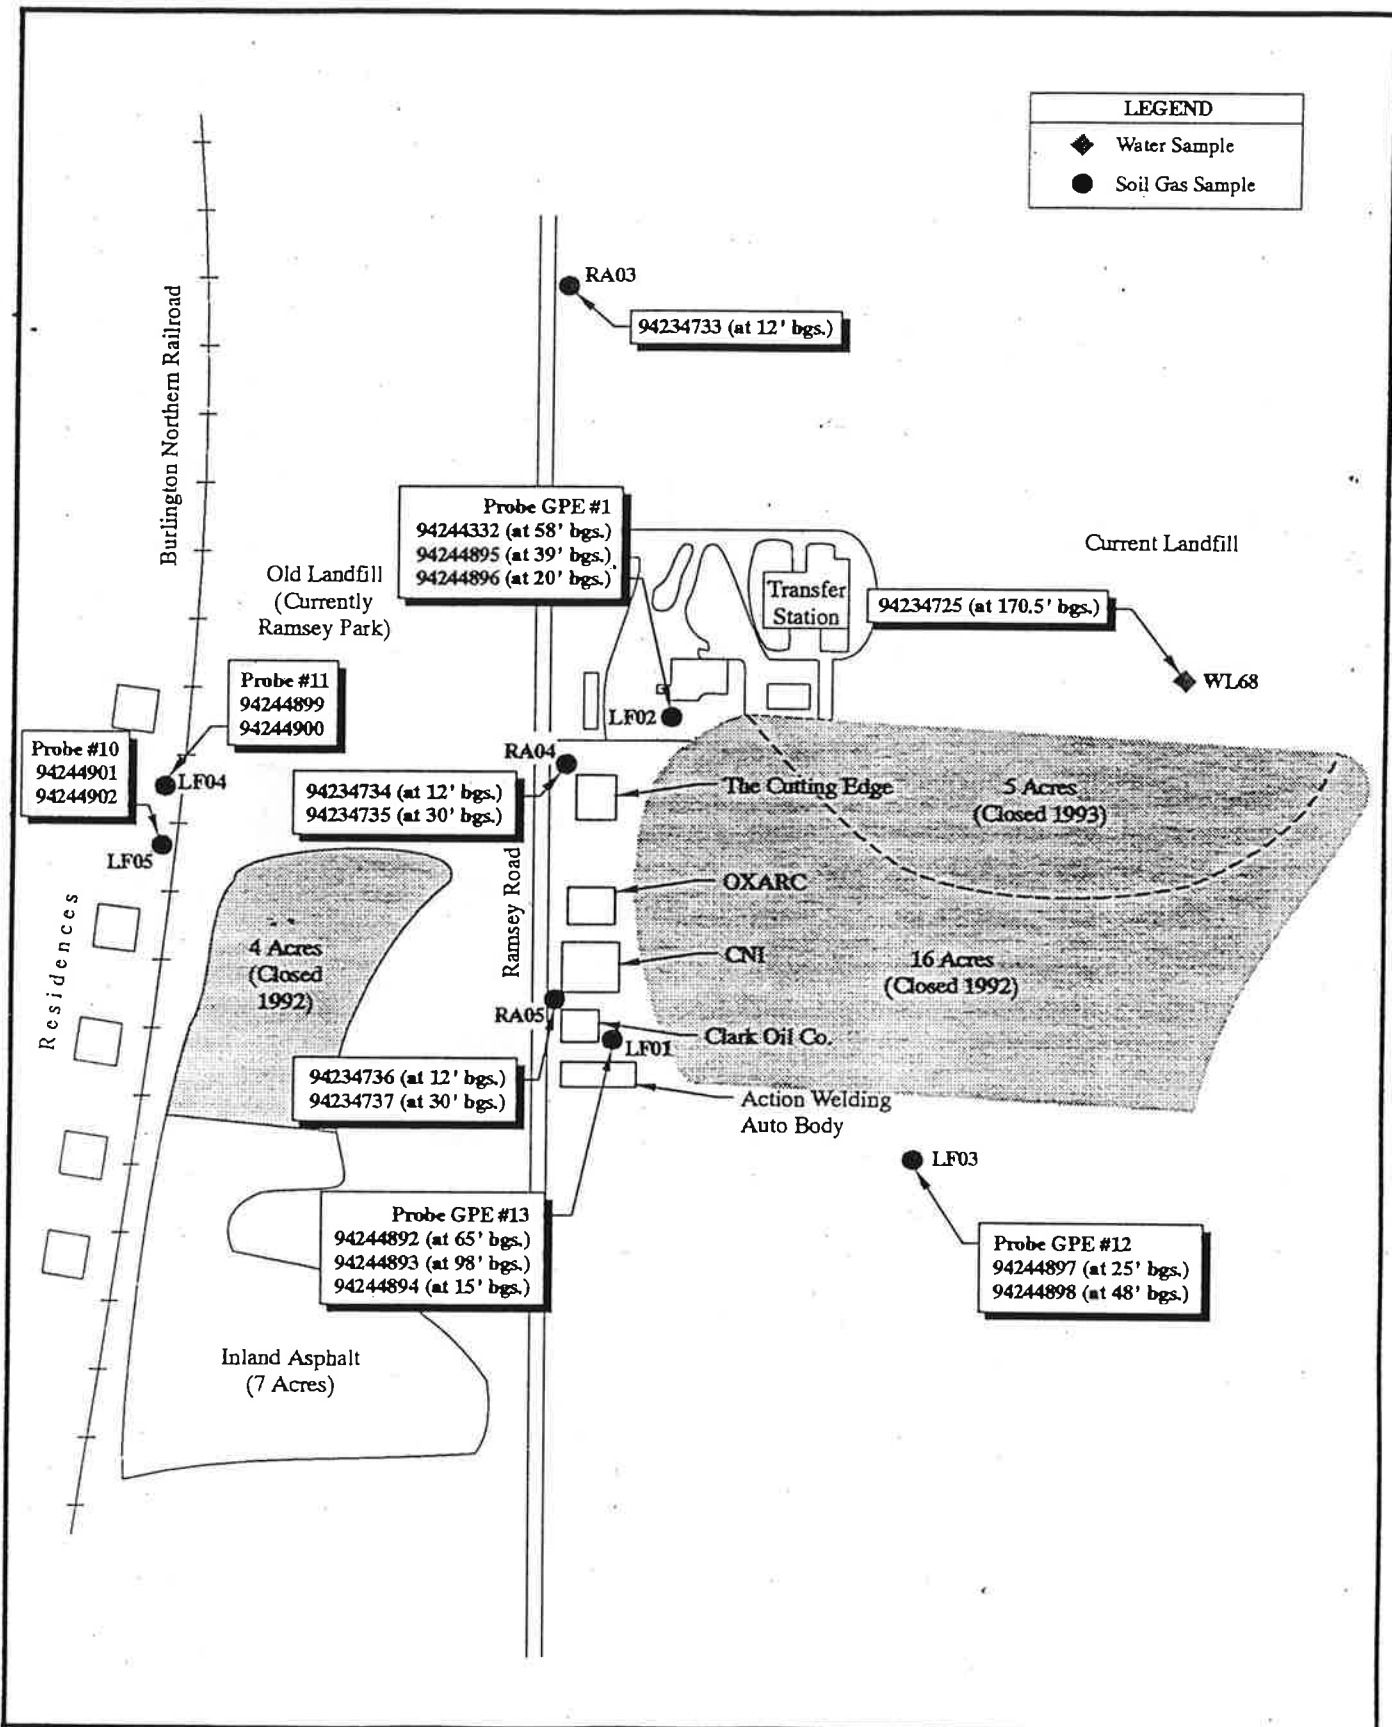 LEGEND
Water Sample
Soil Gas Sample
RA03
94234733 (at 12' bgs.)
Burlington Northern Railroad
Probe GPE #1
94244332 (at 58' bgs.)
94244895 (at 39' bgs.)
94244896 (at 20' bgs.)
Current Landfill
Old Landfill
(Currently
Ramsey Park)
Transfer
Station
94234725 (at 170.5' bgs.)
WL68
Probe #11
94244899
94244900
LF02
Probe #10
94244901
94244902
LF04
RA04
94234734 (at 12' bgs.)
94234735 (at 30' bgs.)
The Cutting Edge
5 Acres
(Closed 1993)
LF05
Ramsey Road
OXARC
Residences
4 Acres
(Closed
1992)
CNI
16 Acres
(Closed 1992)
RA05
Clark Oil Co.
LF01
94234736 (at 12' bgs.)
94234737 (at 30' bgs.)
Action Welding
Auto Body
LF03
Probe GPE #13
94244892 (at 65' bgs.)
94244893 (at 98' bgs.)
94244894 (at 15' bgs.)
Probe GPE #12
94244897 (at 25' bgs.)
94244898 (at 48' bgs.)
Inland Asphalt
(7 Acres)